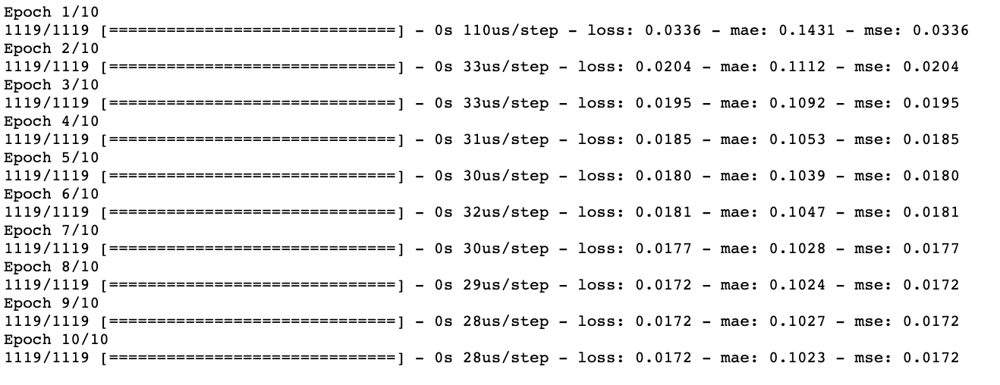 Epoch 1/10
1119/1119 [==============================] - 0s 110us/step - loss: 0.0336 - mae: 0.1431 - mse: 0.0336
Epoch 2/10
1119/1119 [==============================] - 0s 33us/step - loss: 0.0204 - mae: 0.1112 - mse: 0.0204
Epoch 3/10
1119/1119 [==============================] - 0s 33us/step - loss: 0.0195 - mae: 0.1092 - mse: 0.0195
Epoch 4/10
1119/1119 [==============================] - 0s 31us/step - loss: 0.0185 - mae: 0.1053 - mse: 0.0185
Epoch 5/10
1119/1119 [==============================] - 0s 30us/step - loss: 0.0180 - mae: 0.1039 - mse: 0.0180
Epoch 6/10
1119/1119 [==============================] - 0s 32us/step - loss: 0.0181 - mae: 0.1047 - mse: 0.0181
Epoch 7/10
1119/1119 [==============================] - 0s 30us/step - loss: 0.0177 - mae: 0.1028 - mse: 0.0177
Epoch 8/10
1119/1119 [==============================] - 0s 29us/step - loss: 0.0172 - mae: 0.1024 - mse: 0.0172
Epoch 9/10
1119/1119 [==============================] - 0s 28us/step - loss: 0.0172 - mae: 0.1027 - mse: 0.0172
Epoch 10/10
1119/1119 [==============================] - 0s 28us/step - loss: 0.0172 - mae: 0.1023 - mse: 0.0172